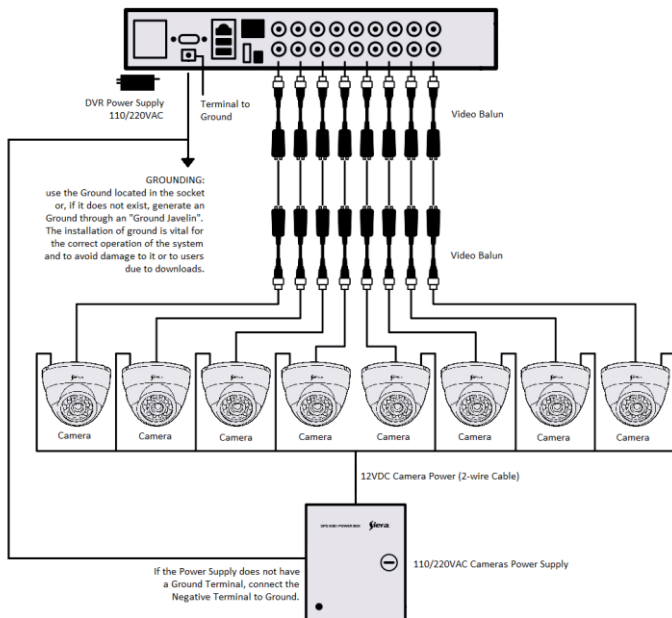 DVR Power Supply
110/220VAC
Terminal to
Ground
Video Balun
GROUNDING:
use the Ground located in the socket
or, if it does not exist, generate an
Ground through an "Ground Javelin".
The installation of ground is vital for
the correct operation of the system
and to avoid damage to it or to users
due to downloads.
Video Balun
Camera
Camera
Camera
Camera
Camera
Camera
Camera
Camera
12VDC Camera Power (2-wire Cable)
POWER BOX
Siera
110/220VAC Cameras Power Supply
If the Power Supply does not have
a Ground Terminal, connect the
Negative Terminal to Ground.